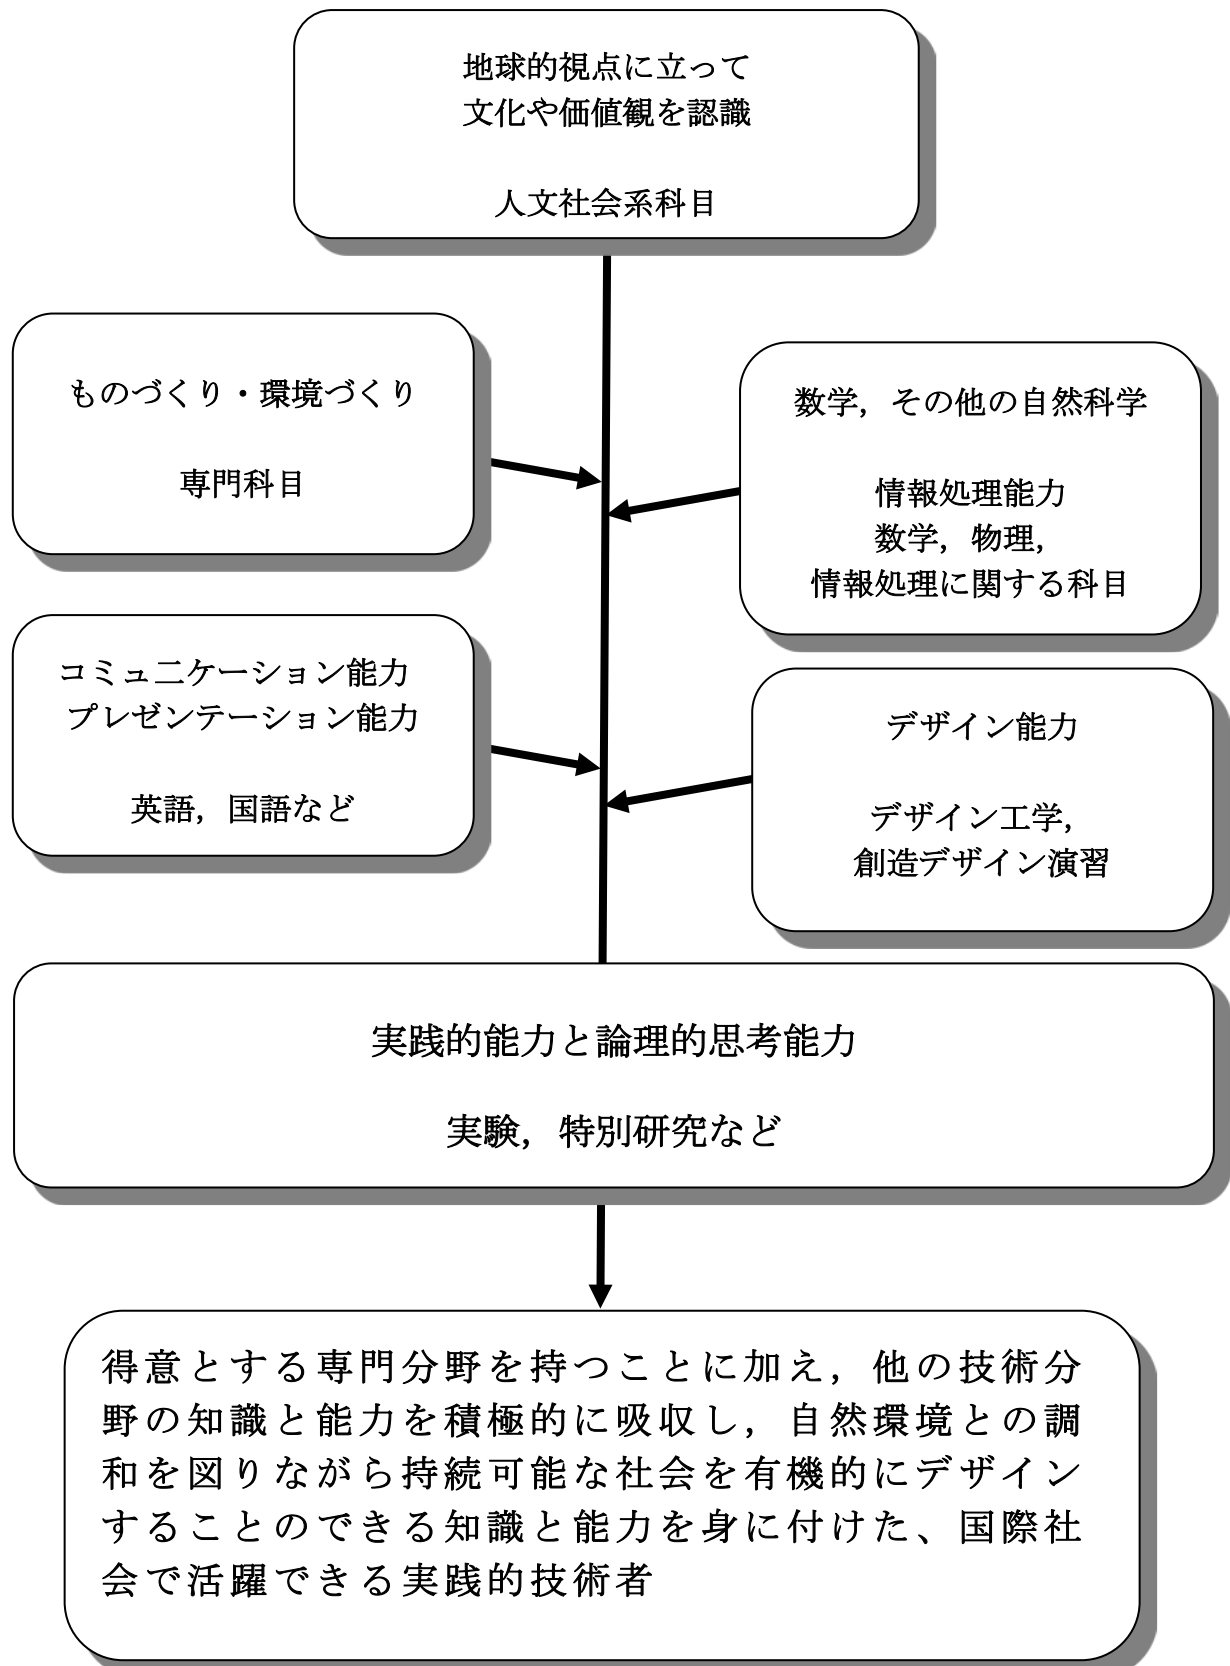 地球的視点に立って
文化や価値観を認識
人文社会系科目
ものづくり・環境づくり
専門科目
数学，その他の自然科学
情報処理能力
数学，物理，
情報処理に関する科目
コミュニケーション能力
プレゼンテーション能力
英語，国語など
デザイン能力
デザイン工学，
創造デザイン演習
実践的能力と論理的思考能力
実験，特別研究など
得意とする専門分野を持つことに加え，他の技術分
野の知識と能力を積極的に吸収し，自然環境との調
和を図りながら持続可能な社会を有機的にデザイン
することのできる知識と能力を身に付けた、国際社
会で活躍できる実践的技術者